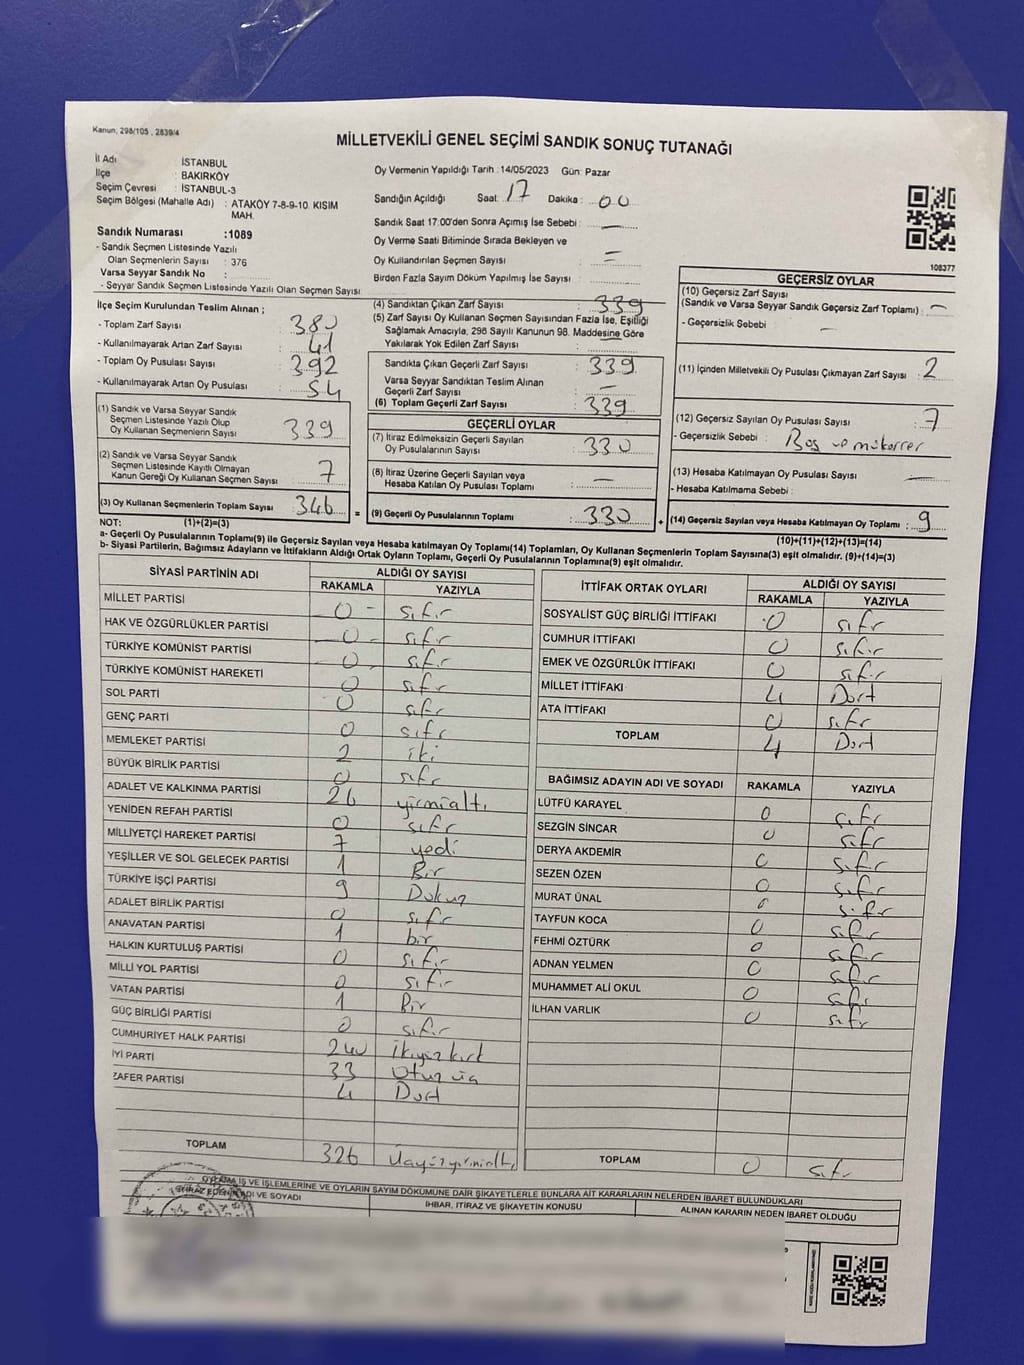 Kanun; 298/105 , 2839/4
MİLLETVEKİLİ GENEL SEÇİMİ SANDIK SONUÇ TUTANAĞI
İl Adı : İSTANBUL
İlçe : BAKIRKÖY
Seçim Çevresi : İSTANBUL-3
Seçim Bölgesi (Mahalle Adı) : ATAKÖY 7-8-9-10. KISIM MAH.
Sandık Numarası :1089
- Sandık Seçmen Listesinde Yazılı
Olan Seçmenlerin Sayısı : 376
Varsa Seyyar Sandık No :
- Seyyar Sandık Seçmen Listesinde Yazılı Olan Seçmen Sayısı:
Oy Vermenin Yapıldığı Tarih : 14/05/2023 Gün: Pazar
Sandığın Açıldığı Saat: 17 Dakika : 00
Sandık Saat 17:00'den Sonra Açımış İse Sebebi : —
Oy Verme Saati Bitiminde Sırada Bekleyen ve
Oy Kullandırılan Seçmen Sayısı : =
Birden Fazla Sayım Döküm Yapılmış İse Sayısı :
108377
İlçe Seçim Kurulundan Teslim Alınan ;
- Toplam Zarf Sayısı : 380
- Kullanılmayarak Artan Zarf Sayısı : 41
- Toplam Oy Pusulası Sayısı : 392
- Kullanılmayarak Artan Oy Pusulası : 54
(1) Sandık ve Varsa Seyyar Sandık
Seçmen Listesinde Yazılı Olup
Oy Kullanan Seçmenlerin Sayısı : 339
(2) Sandık ve Varsa Seyyar Sandık
Seçmen Listesinde Kayıtlı Olmayan
Kanun Gereği Oy Kullanan Seçmen Sayısı : 7
(3) Oy Kullanan Seçmenlerin Toplam Sayısı : 346
(4) Sandıktan Çıkan Zarf Sayısı : 339
(5) Zarf Sayısı Oy Kullanan Seçmen Sayısından Fazla İse, Eşitliği
Sağlamak Amacıyla, 298 Sayılı Kanunun 98. Maddesine Göre
Yakılarak Yok Edilen Zarf Sayısı :
Sandıkta Çıkan Geçerli Zarf Sayısı : 339
Varsa Seyyar Sandıktan Teslim Alınan
Geçerli Zarf Sayısı : —
(6) Toplam Geçerli Zarf Sayısı : 339
GEÇERLİ OYLAR
(7) İtiraz Edilmeksizin Geçerli Sayılan
Oy Pusulalarının Sayısı : 330
(8) İtiraz Üzerine Geçerli Sayılan veya
Hesaba Katılan Oy Pusulası Toplamı : —
= (9) Geçerli Oy Pusulalarının Toplamı : 330
GEÇERSİZ OYLAR
(10) Geçersiz Zarf Sayısı
(Sandık ve Varsa Seyyar Sandık Geçersiz Zarf Toplamı) : —
- Geçersizlik Sebebi : —
(11) İçinden Milletvekili Oy Pusulası Çıkmayan Zarf Sayısı : 2
(12) Geçersiz Sayılan Oy Pusulası Sayısı : 7
- Geçersizlik Sebebi : Boş ve mükerrer
(13) Hesaba Katılmayan Oy Pusulası Sayısı : —
- Hesaba Katılmama Sebebi :
+ (14) Geçersiz Sayılan veya Hesaba Katılmayan Oy Toplamı : 9
NOT: (1)+(2)=(3)
(10)+(11)+(12)+(13)=(14)
a- Geçerli Oy Pusulalarının Toplamı(9) ile Geçersiz Sayılan veya Hesaba katılmayan Oy Toplamı(14) Toplamları, Oy Kullanan Seçmenlerin Toplam Sayısına(3) eşit olmalıdır. (9)+(14)=(3)
b- Siyasi Partilerin, Bağımsız Adayların ve İttifakların Aldığı Ortak Oyların Toplamı, Geçerli Oy Pusulalarının Toplamına(9) eşit olmalıdır.
SİYASİ PARTİNİN ADI ALDIĞI OY SAYISI
RAKAMLA YAZIYLA
MİLLET PARTİSİ 0 - sıfır
HAK VE ÖZGÜRLÜKLER PARTİSİ 0 - sıfır
TÜRKİYE KOMÜNİST PARTİSİ 0 - sıfır
TÜRKİYE KOMÜNİST HAREKETİ 0 sıfır
SOL PARTİ 0 sıfır
GENÇ PARTİ 0 sıfır
MEMLEKET PARTİSİ 2 iki
BÜYÜK BİRLİK PARTİSİ 0 sıfır
ADALET VE KALKINMA PARTİSİ 26 yirmialtı
YENİDEN REFAH PARTİSİ 0 sıfır
MİLLİYETÇİ HAREKET PARTİSİ 7 yedi
YEŞİLLER VE SOL GELECEK PARTİSİ 1 Bir
TÜRKİYE İŞÇİ PARTİSİ 9 Dokuz
ADALET BİRLİK PARTİSİ 0 sıfır
ANAVATAN PARTİSİ 1 bir
HALKIN KURTULUŞ PARTİSİ 0 sıfır
MİLLİ YOL PARTİSİ 0 sıfır
VATAN PARTİSİ 1 Bir
GÜÇ BİRLİĞİ PARTİSİ 0 sıfır
CUMHURİYET HALK PARTİSİ 240 ikiyüzkırk
İYİ PARTİ 33 Otuzüç
ZAFER PARTİSİ 4 Dört
TOPLAM 326 Üçyüzyirmialtı
İTTİFAK ORTAK OYLARI ALDIĞI OY SAYISI
RAKAMLA YAZIYLA
SOSYALİST GÜÇ BİRLİĞİ İTTİFAKI 0 sıfır
CUMHUR İTTİFAKI 0 sıfır
EMEK VE ÖZGÜRLÜK İTTİFAKI 0 sıfır
MİLLET İTTİFAKI 4 Dört
ATA İTTİFAKI 0 sıfır
TOPLAM 4 Dört
BAĞIMSIZ ADAYIN ADI VE SOYADI RAKAMLA YAZIYLA
LÜTFÜ KARAYEL 0 sıfır
SEZGİN SİNCAR 0 sıfır
DERYA AKDEMİR 0 sıfır
SEZEN ÖZEN 0 sıfır
MURAT ÜNAL 0 sıfır
TAYFUN KOCA 0 sıfır
FEHMİ ÖZTÜRK 0 sıfır
ADNAN YELMEN 0 sıfır
MUHAMMET ALİ OKUL 0 sıfır
İLHAN VARLIK 0 sıfır
TOPLAM 0 sıfır
OYLAMA İŞ VE İŞLEMLERİNE VE OYLARIN SAYIM DÖKÜMÜNE DAİR ŞİKAYETLERLE BUNLARA AİT KARARLARIN NELERDEN İBARET BULUNDUKLARI
İTİRAZ EDENİN ADI VE SOYADI İHBAR, İTİRAZ VE ŞİKAYETİN KONUSU ALINAN KARARIN NEDEN İBARET OLDUĞU